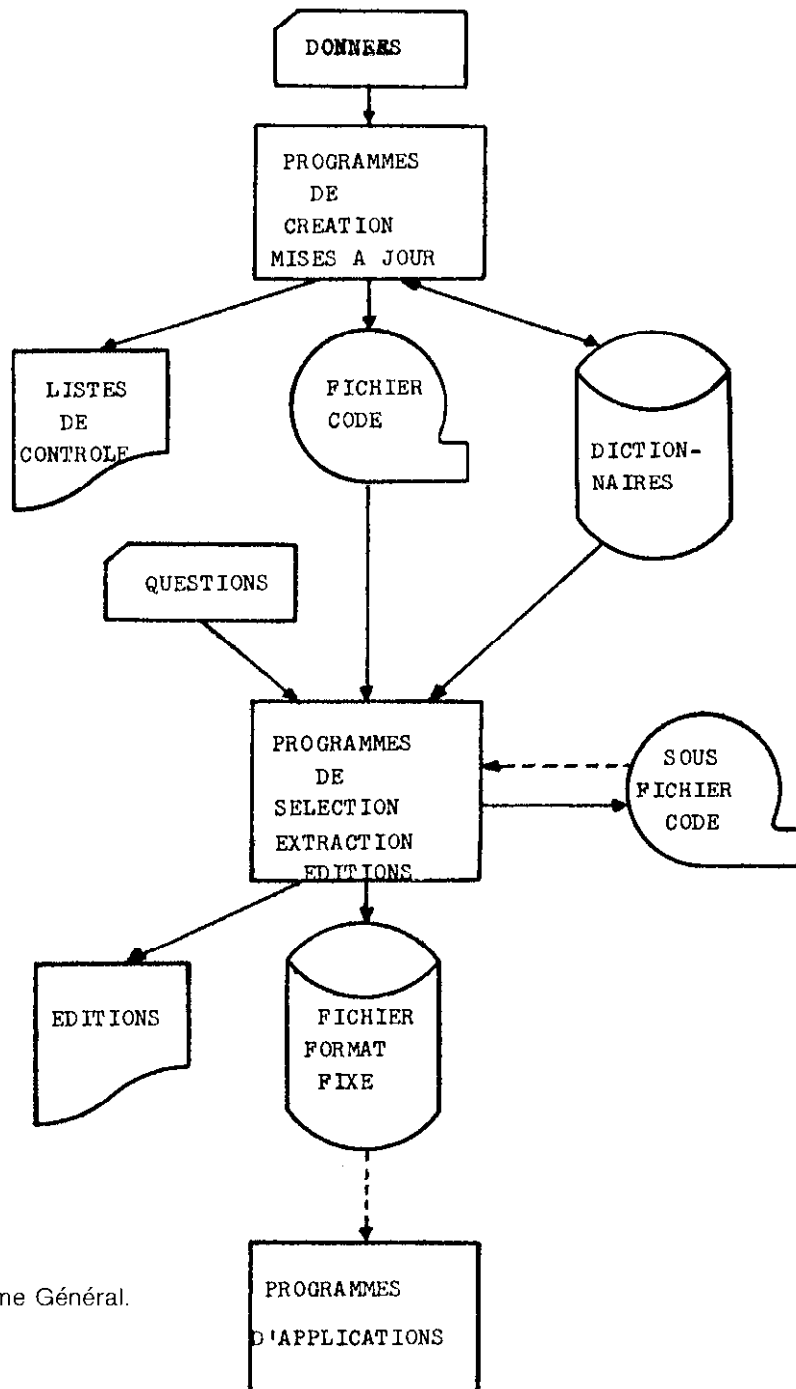 DONNEES
PROGRAMMES
DE
CREATION
MISES A JOUR
LISTES
DE
CONTROLE
FICHIER
CODE
DICTION-
NAIRES
QUESTIONS
PROGRAMMES
DE
SELECTION
EXTRACTION
EDITIONS
SOUS
FICHIER
CODE
EDITIONS
FICHIER
FORMAT
FIXE
PROGRAMMES
D'APPLICATIONS
me Général.